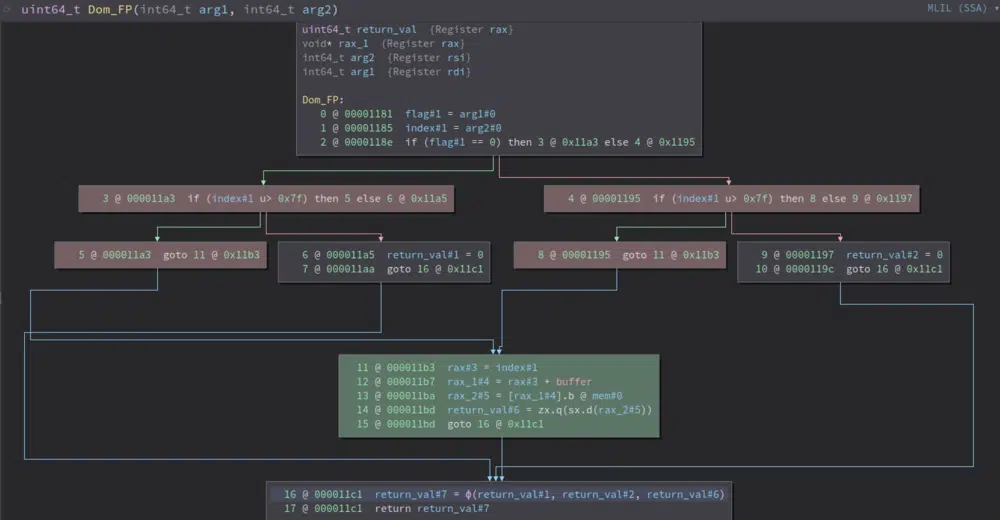 uint64_t Dom_FP(int64_t arg1, int64_t arg2)
MLIL (SSA)
uint64_t return_val {Register rax}
void* rax_1 {Register rax}
int64_t arg2 {Register rsi}
int64_t arg1 {Register rdi}
Dom_FP:
0 @ 00001181 flag#1 = arg1#0
1 @ 00001185 index#1 = arg2#0
2 @ 0000118e if (flag#1 == 0) then 3 @ 0x11a3 else 4 @ 0x1195
3 @ 000011a3 if (index#1 u> 0x7f) then 5 else 6 @ 0x11a5
4 @ 00001195 if (index#1 u> 0x7f) then 8 else 9 @ 0x1197
5 @ 000011a3 goto 11 @ 0x11b3
6 @ 000011a5 return_val#1 = 0
7 @ 000011aa goto 16 @ 0x11c1
8 @ 00001195 goto 11 @ 0x11b3
9 @ 00001197 return_val#2 = 0
10 @ 0000119c goto 16 @ 0x11c1
11 @ 000011b3 rax#3 = index#1
12 @ 000011b7 rax_1#4 = rax#3 + buffer
13 @ 000011ba rax_2#5 = [rax_1#4].b @ mem#0
14 @ 000011bd return_val#6 = zx.q(sx.d(rax_2#5))
15 @ 000011bd goto 16 @ 0x11c1
16 @ 000011c1 return_val#7 = ϕ(return_val#1, return_val#2, return_val#6)
17 @ 000011c1 return return_val#7